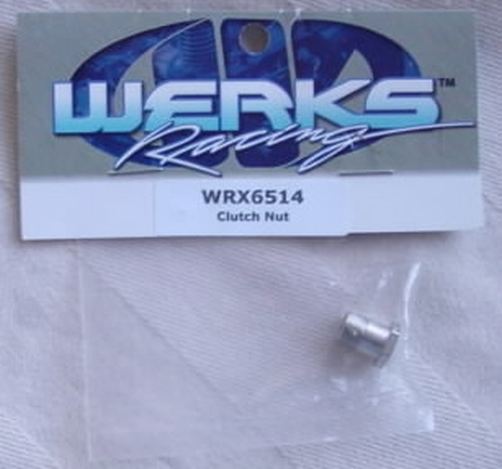 WERKS™
Racing
WRX6514
Clutch Nut